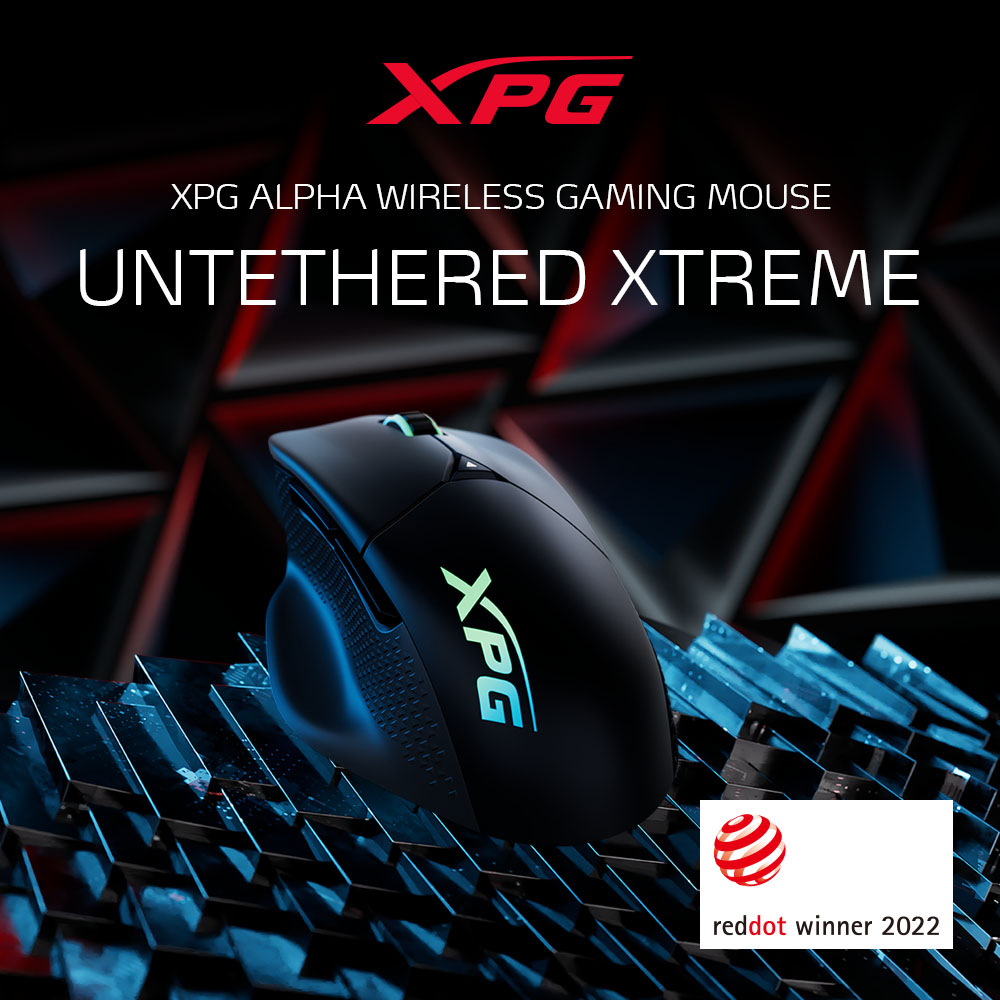 XPG
XPG ALPHA WIRELESS GAMING MOUSE
UNTETHERED XTREME
XPG
reddot winner 2022